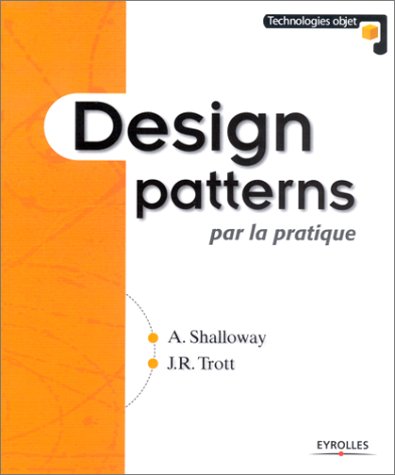 Technologies objet
Design
patterns
par la pratique
A. Shalloway
J.R. Trott
EYROLLES